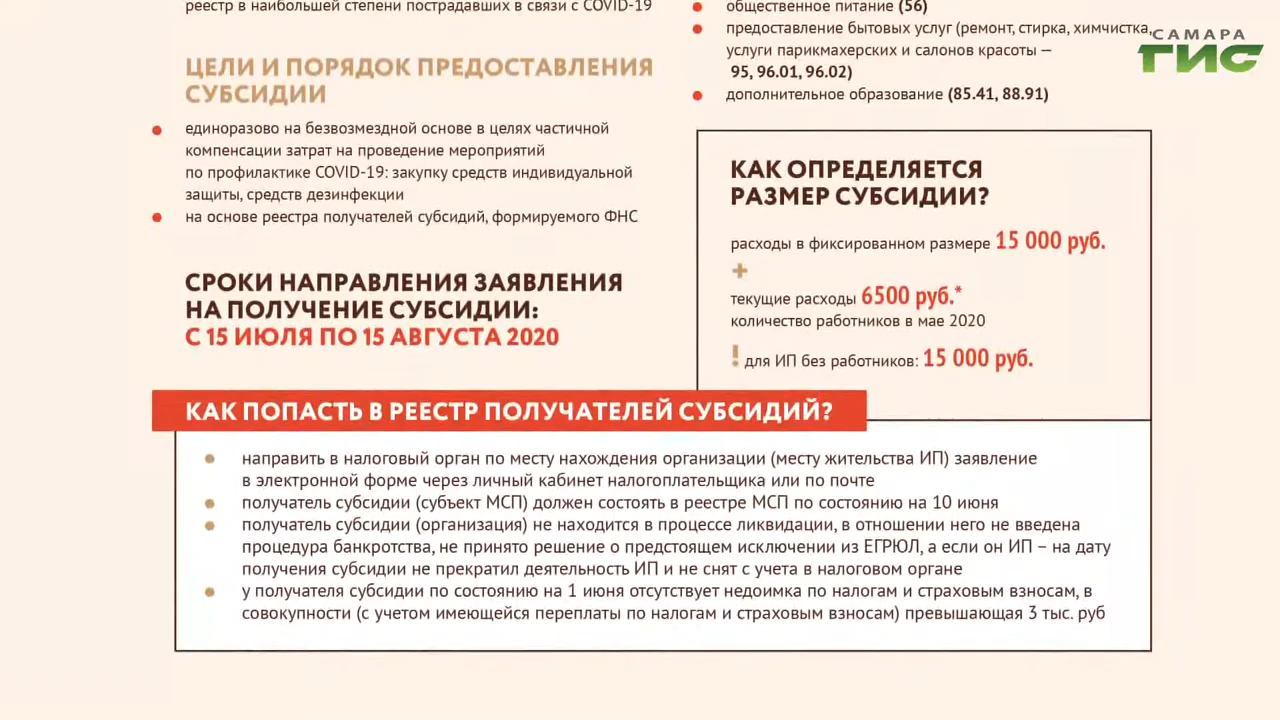 реестр в наибольшей степени пострадавших в связи с COVID-19
ЦЕЛИ И ПОРЯДОК ПРЕДОСТАВЛЕНИЯ
СУБСИДИИ
единоразово на безвозмездной основе в целях частичной
компенсации затрат на проведение мероприятий
по профилактике COVID-19: закупку средств индивидуальной
защиты, средств дезинфекции
на основе реестра получателей субсидий, формируемого ФНС
СРОКИ НАПРАВЛЕНИЯ ЗАЯВЛЕНИЯ
НА ПОЛУЧЕНИЕ СУБСИДИИ:
С 15 ИЮЛЯ ПО 15 АВГУСТА 2020
общественное питание (56)
предоставление бытовых услуг (ремонт, стирка, химчистка,
услуги парикмахерских и салонов красоты —
95, 96.01, 96.02)
дополнительное образование (85.41, 88.91)
САМАРА
ГИС
КАК ОПРЕДЕЛЯЕТСЯ
РАЗМЕР СУБСИДИИ?
расходы в фиксированном размере 15 000 руб.
+
текущие расходы 6500 руб.*
количество работников в мае 2020
! для ИП без работников: 15 000 руб.
КАК ПОПАСТЬ В РЕЕСТР ПОЛУЧАТЕЛЕЙ СУБСИДИЙ?
направить в налоговый орган по месту нахождения организации (месту жительства ИП) заявление
в электронной форме через личный кабинет налогоплательщика или по почте
получатель субсидии (субъект МСП) должен состоять в реестре МСП по состоянию на 10 июня
получатель субсидии (организация) не находится в процессе ликвидации, в отношении него не введена
процедура банкротства, не принято решение о предстоящем исключении из ЕГРЮЛ, а если он ИП – на дату
получения субсидии не прекратил деятельность ИП и не снят с учета в налоговом органе
у получателя субсидии по состоянию на 1 июня отсутствует недоимка по налогам и страховым взносам, в
совокупности (с учетом имеющейся переплаты по налогам и страховым взносам) превышающая 3 тыс. руб